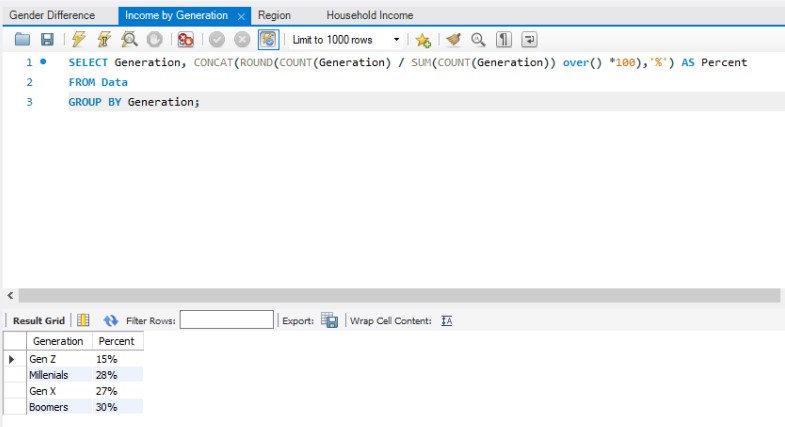 Gender Difference Income by Generation × Region Household Income
Limit to 1000 rows
1 SELECT Generation, CONCAT(ROUND(COUNT(Generation) / SUM(COUNT(Generation)) over() *100),'%') AS Percent
2 FROM Data
3 GROUP BY Generation;
Result Grid Filter Rows: Export: Wrap Cell Content:
Generation Percent
Gen Z 15%
Millenials 28%
Gen X 27%
Boomers 30%